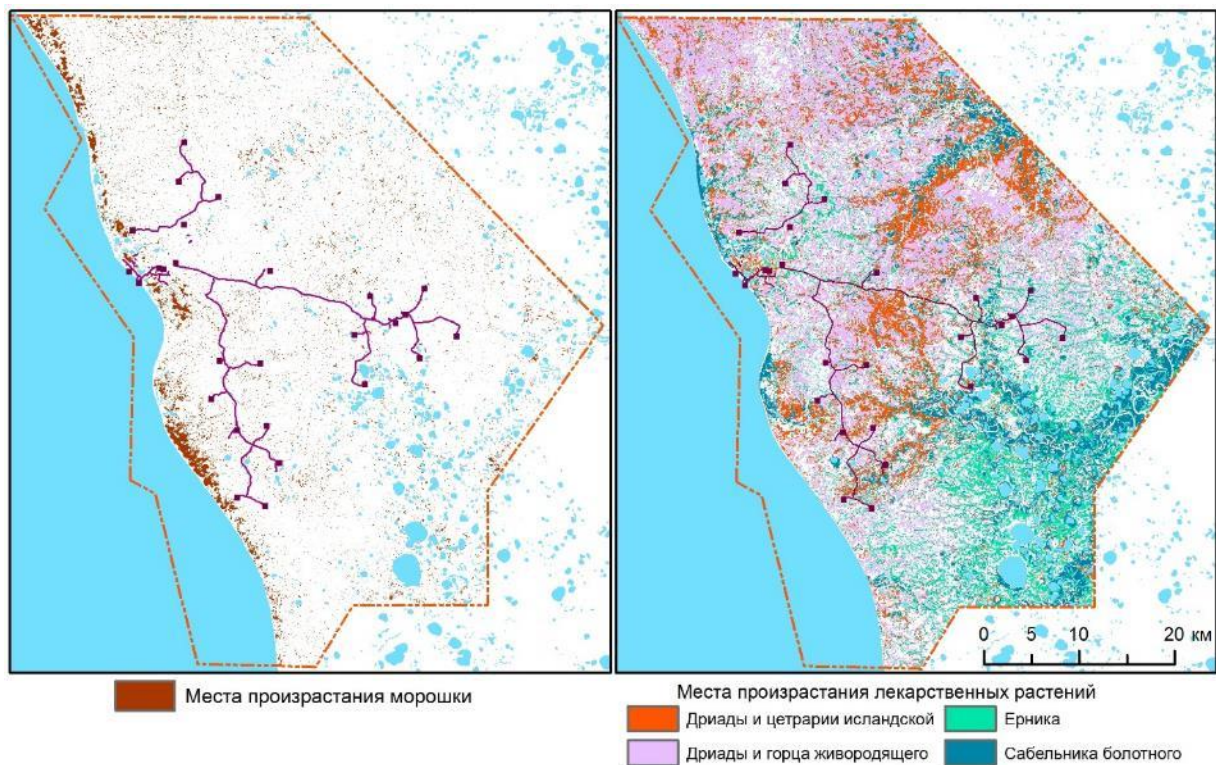 0 5 10 20 км
Места произрастания морошки
Места произрастания лекарственных растений
Дриады и цетрарии исландской
Ерника
Дриады и горца живородящего
Сабельника болотного